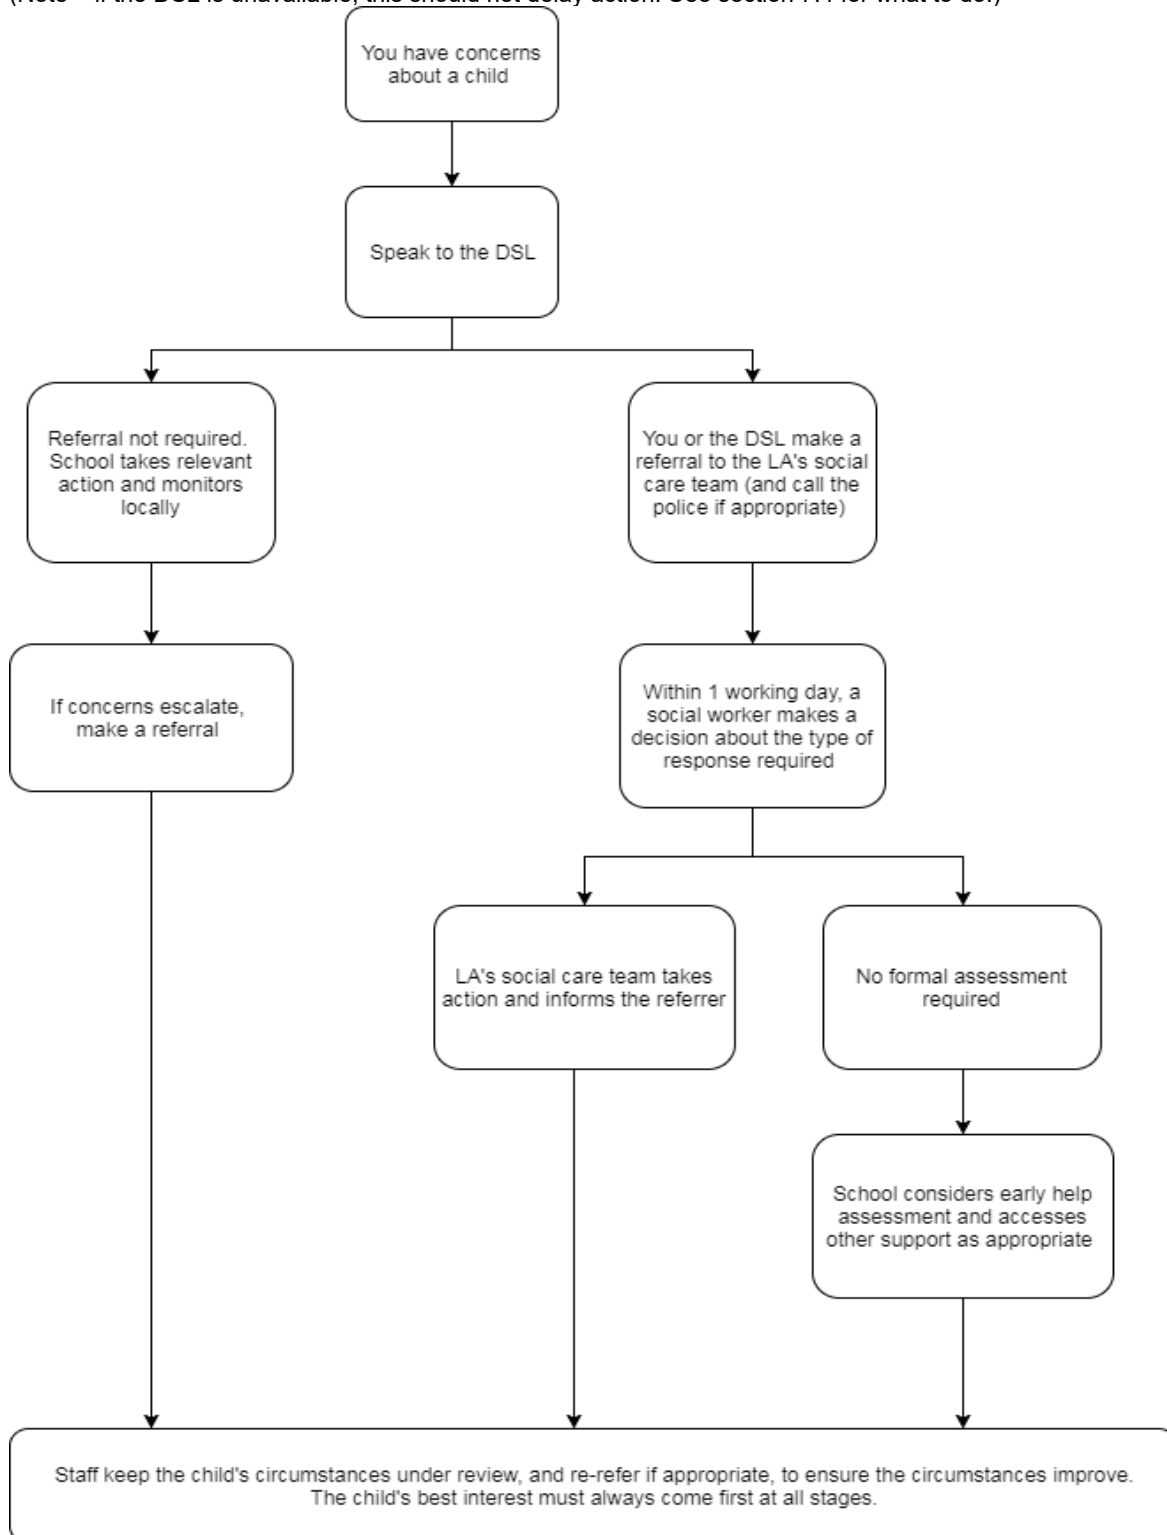 (Note – if the DSL is unavailable, this should not delay action. See section 7.4 for what to do.)
You have concerns
about a child
Speak to the DSL
Referral not required.
School takes relevant
action and monitors
locally
You or the DSL make a
referral to the LA's social
care team (and call the
police if appropriate)
If concerns escalate,
make a referral
Within 1 working day, a
social worker makes a
decision about the type of
response required
LA's social care team takes
action and informs the referrer
No formal assessment
required
School considers early help
assessment and accesses
other support as appropriate
Staff keep the child's circumstances under review, and re-refer if appropriate, to ensure the circumstances improve.
The child's best interest must always come first at all stages.